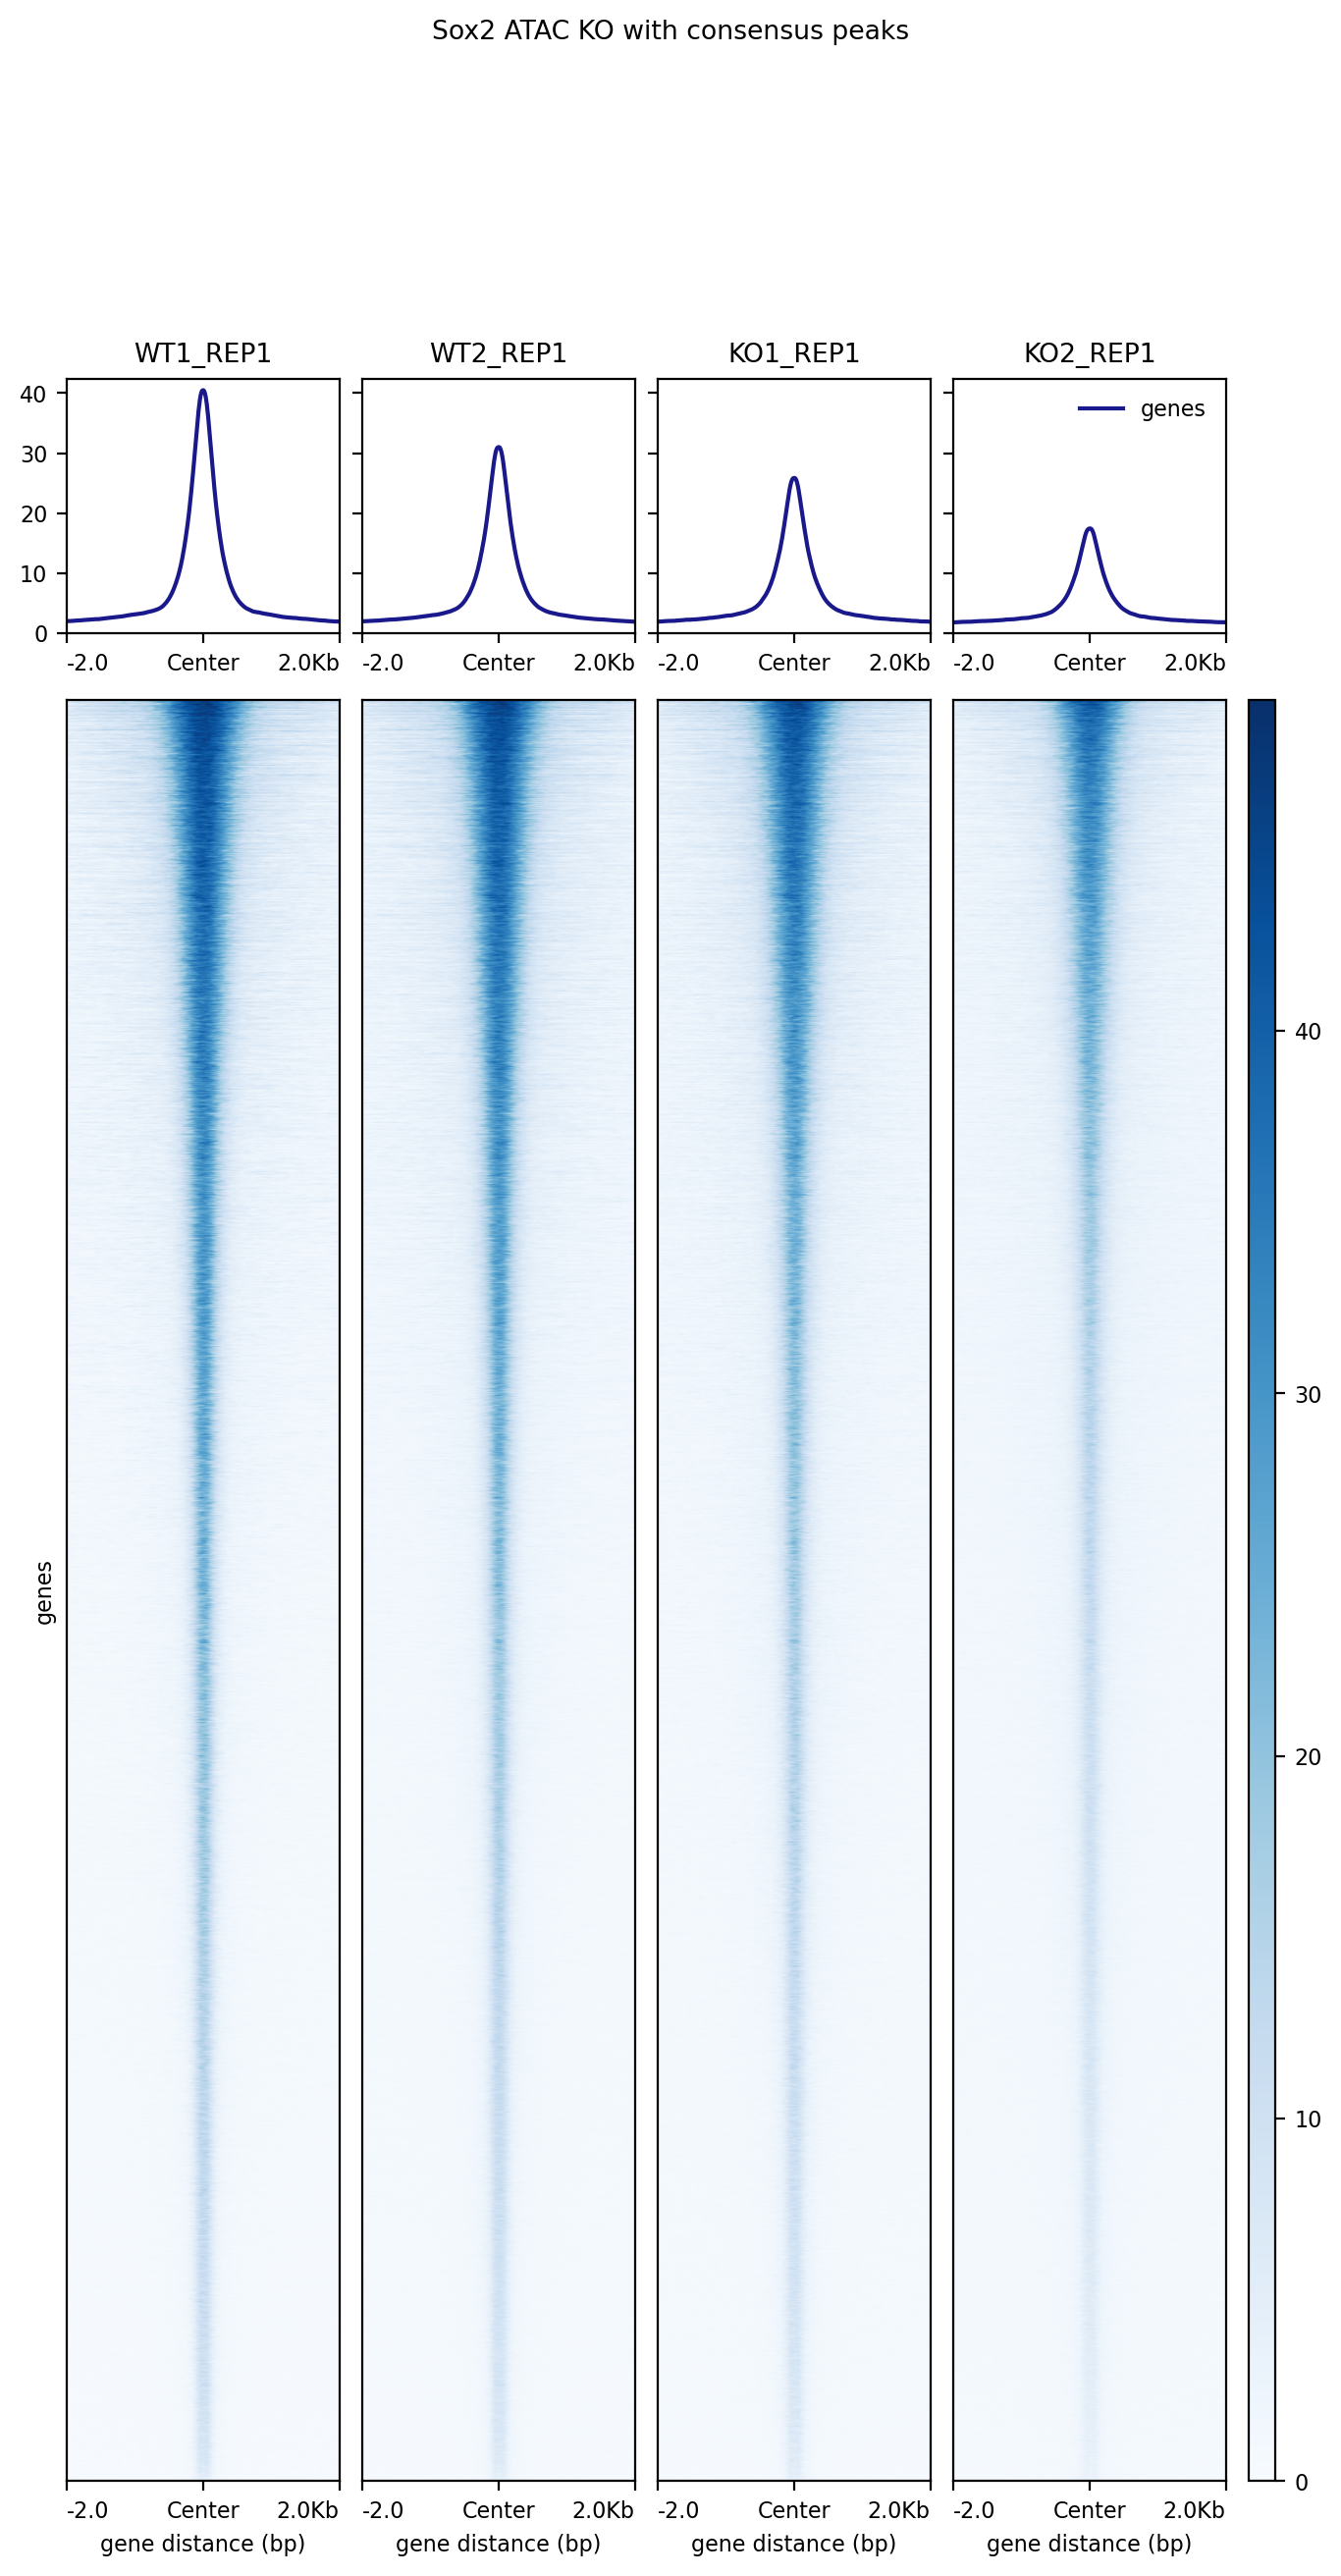 Sox2 ATAC KO with consensus peaks
WT1_REP1
WT2_REP1
KO1_REP1
KO2_REP1
40
30
20
10
0
genes
-2.0 Center 2.0Kb
-2.0 Center 2.0Kb
-2.0 Center 2.0Kb
-2.0 Center 2.0Kb
genes
40
30
20
10
0
-2.0 Center 2.0Kb
-2.0 Center 2.0Kb
-2.0 Center 2.0Kb
-2.0 Center 2.0Kb
gene distance (bp)
gene distance (bp)
gene distance (bp)
gene distance (bp)